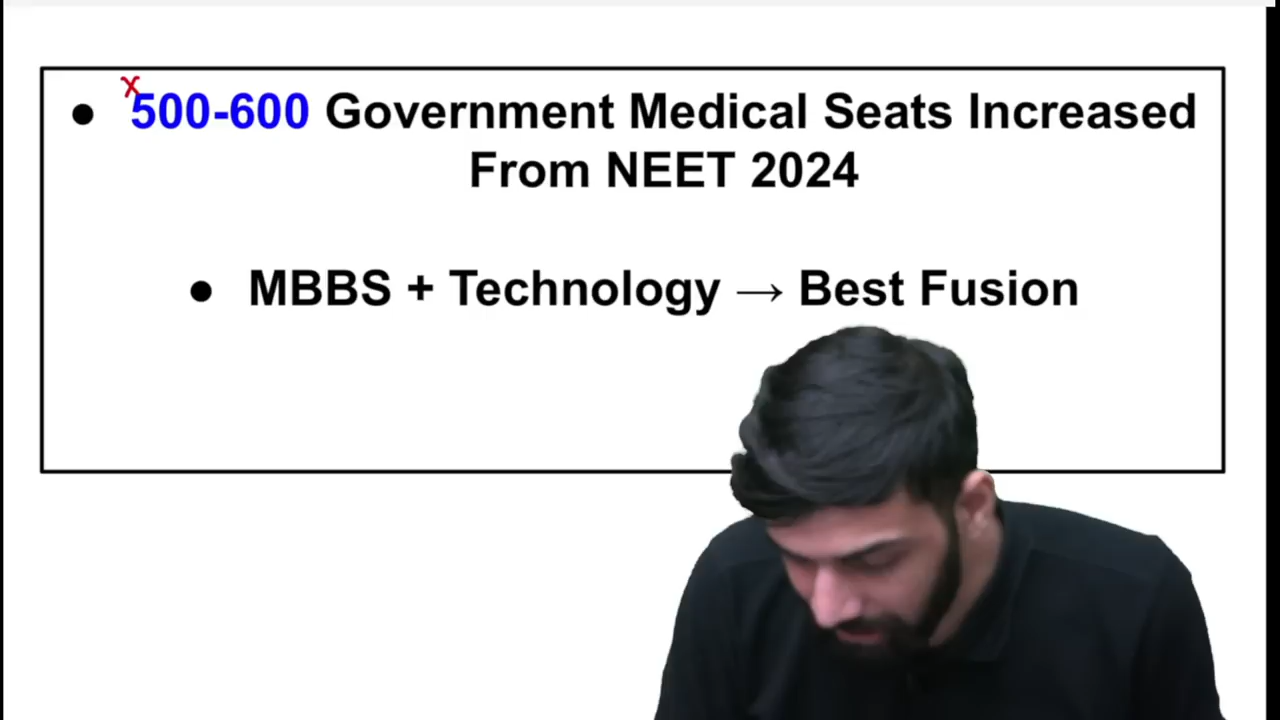 ● 500-600 Government Medical Seats Increased
From NEET 2024
● MBBS + Technology → Best Fusion